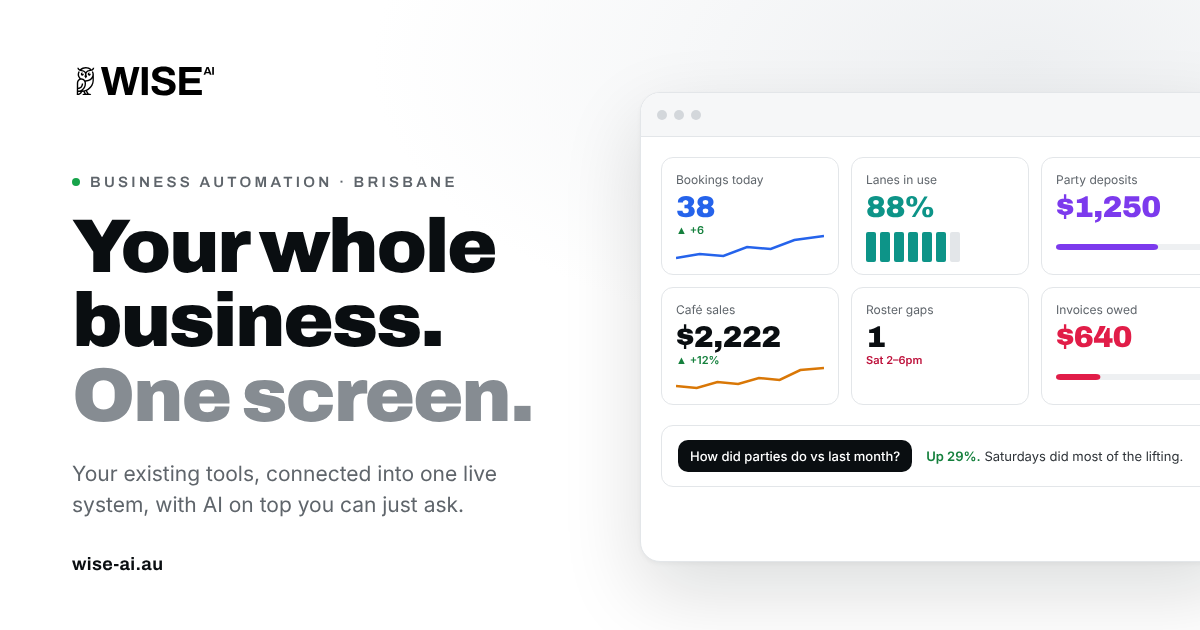 WISE AI
BUSINESS AUTOMATION · BRISBANE
Your whole
business.
One screen.
Your existing tools, connected into one live
system, with AI on top you can just ask.
wise-ai.au
Bookings today
38
▲ +6
Lanes in use
88%
Party deposits
$1,250
Café sales
$2,222
▲ +12%
Roster gaps
1
Sat 2–6pm
Invoices owed
$640
How did parties do vs last month?
Up 29%. Saturdays did most of the lifting.